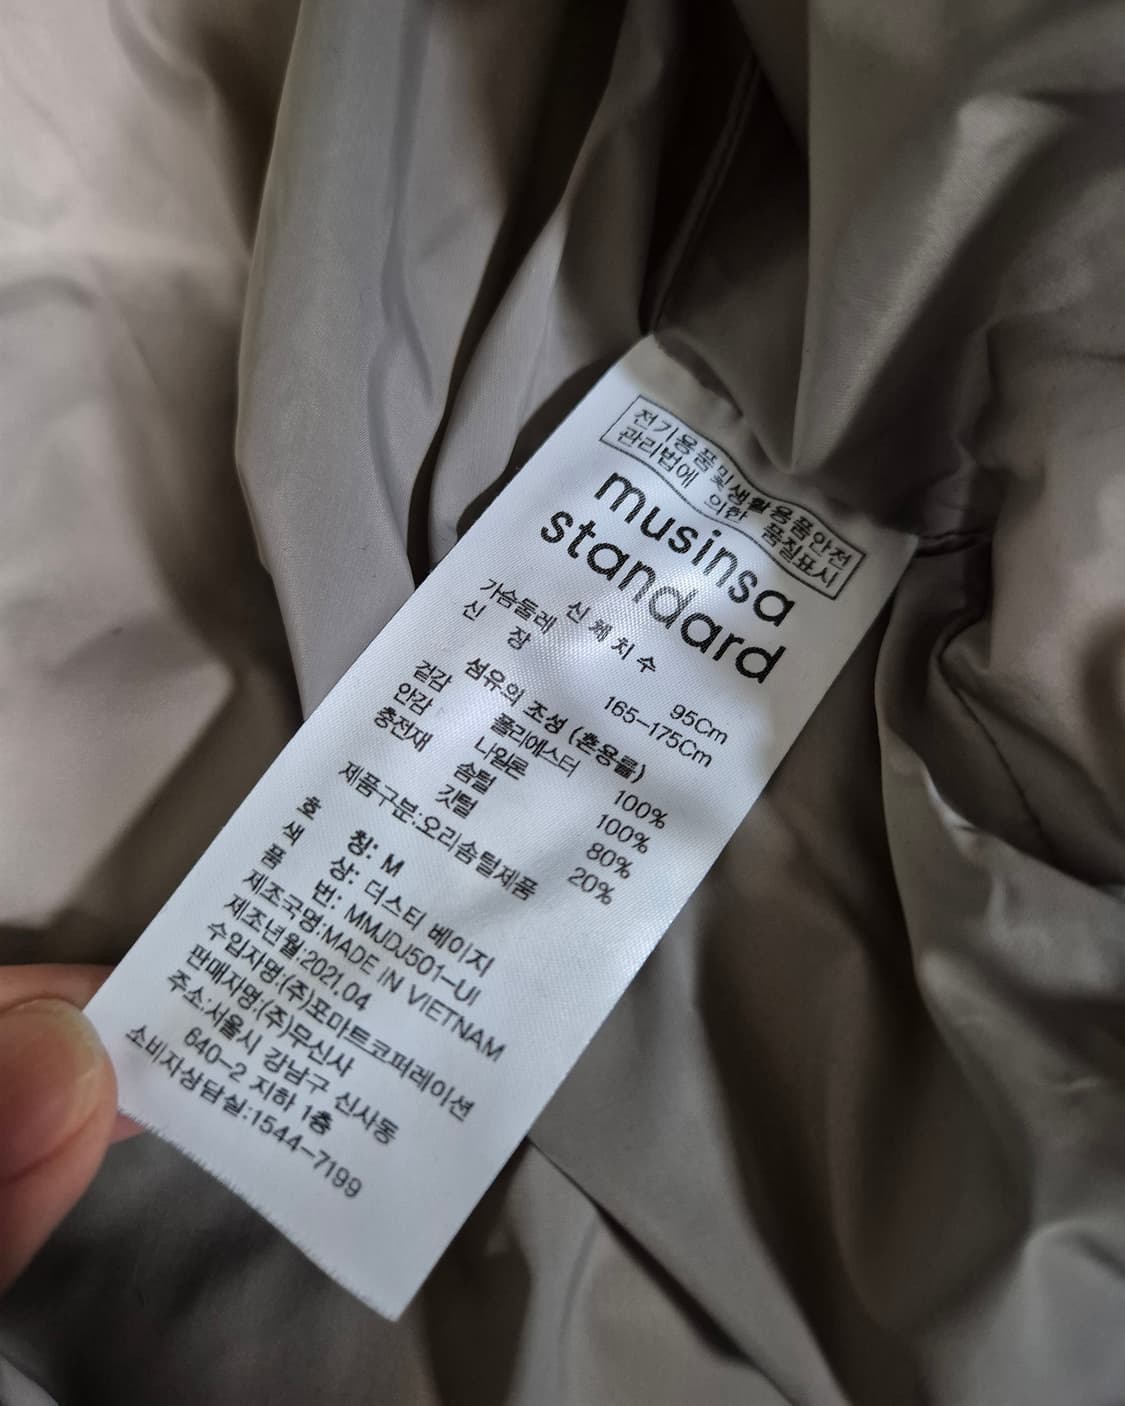 전기용품및생활용품안전
관리법에 의한 품질표시
musinsa
standard
신체치수
가슴둘레 95Cm
신 장 165-175Cm
섬유의 조성 (혼용률)
겉감 폴리에스터 100%
안감 나일론 100%
충전재 솜털 80%
깃털 20%
제품구분:오리솜털제품
호 칭: M
색 상: 더스티 베이지
품 번: MMJDJ501-UI
제조국명:MADE IN VIETNAM
제조년월:2021.04
수입자명:(주)포마트코퍼레이션
판매자명:(주)무신사
주소:서울시 강남구 신사동
640-2 지하 1층
소비자상담실:1544-7199